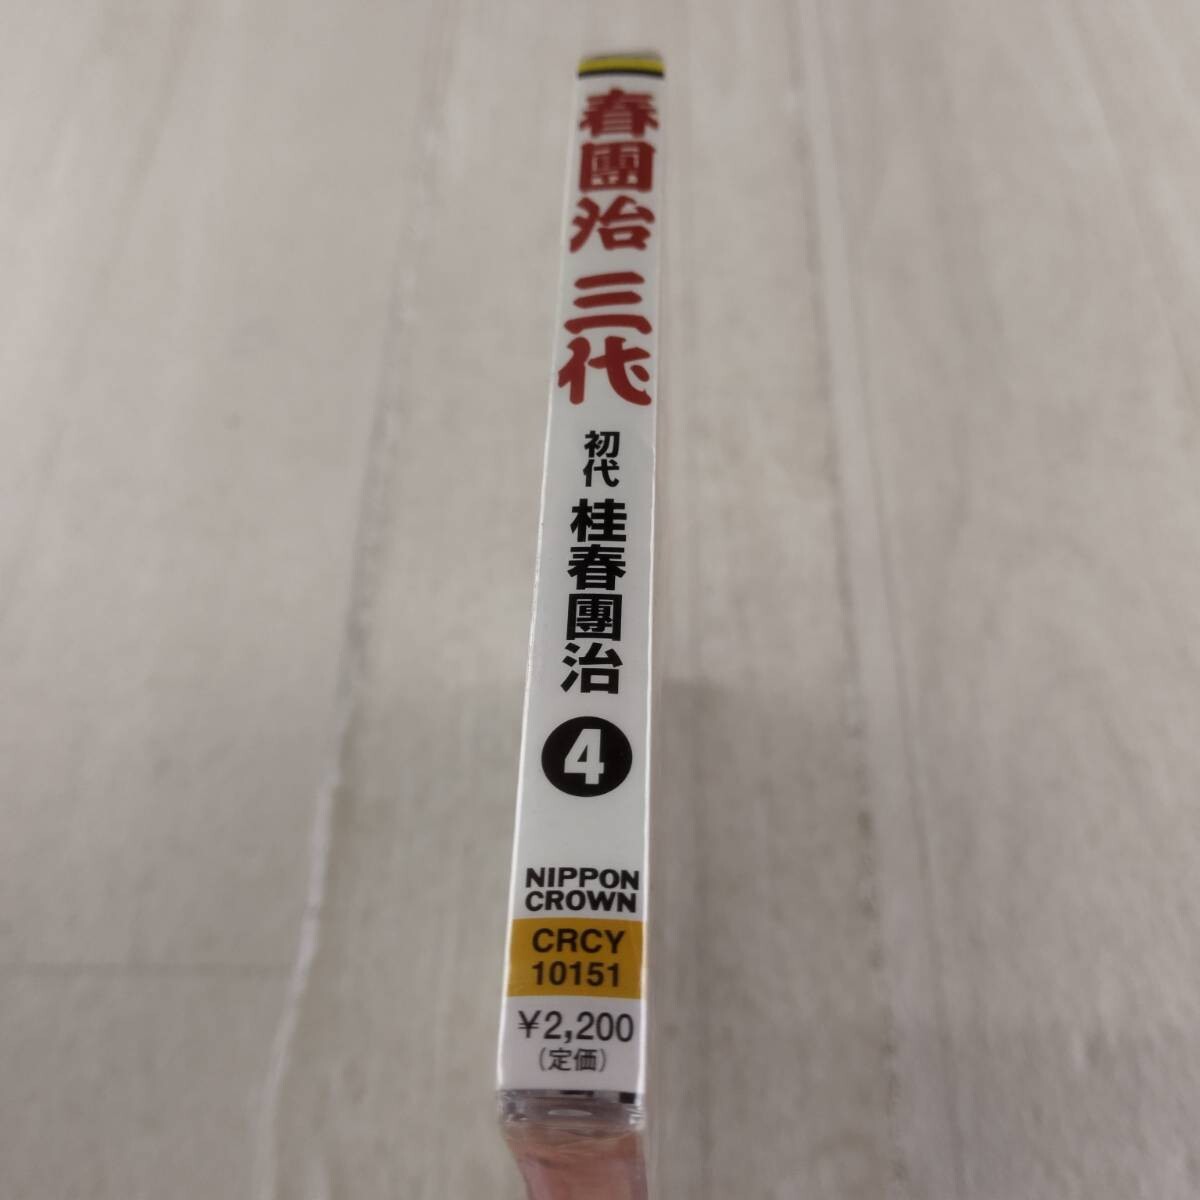 春團治 三代
初代 桂春團治
4
NIPPON
CROWN
CRCY
10151
¥2,200
(定価)